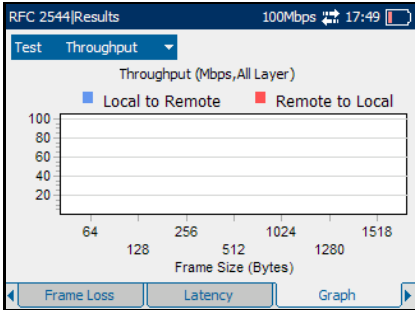 RFC 2544|Results 100Mbps 17:49
Test Throughput
Throughput (Mbps,All Layer)
Local to Remote Remote to Local
100
80
60
40
20
64 256 1024 1518
128 512 1280
Frame Size (Bytes)
Frame Loss Latency Graph